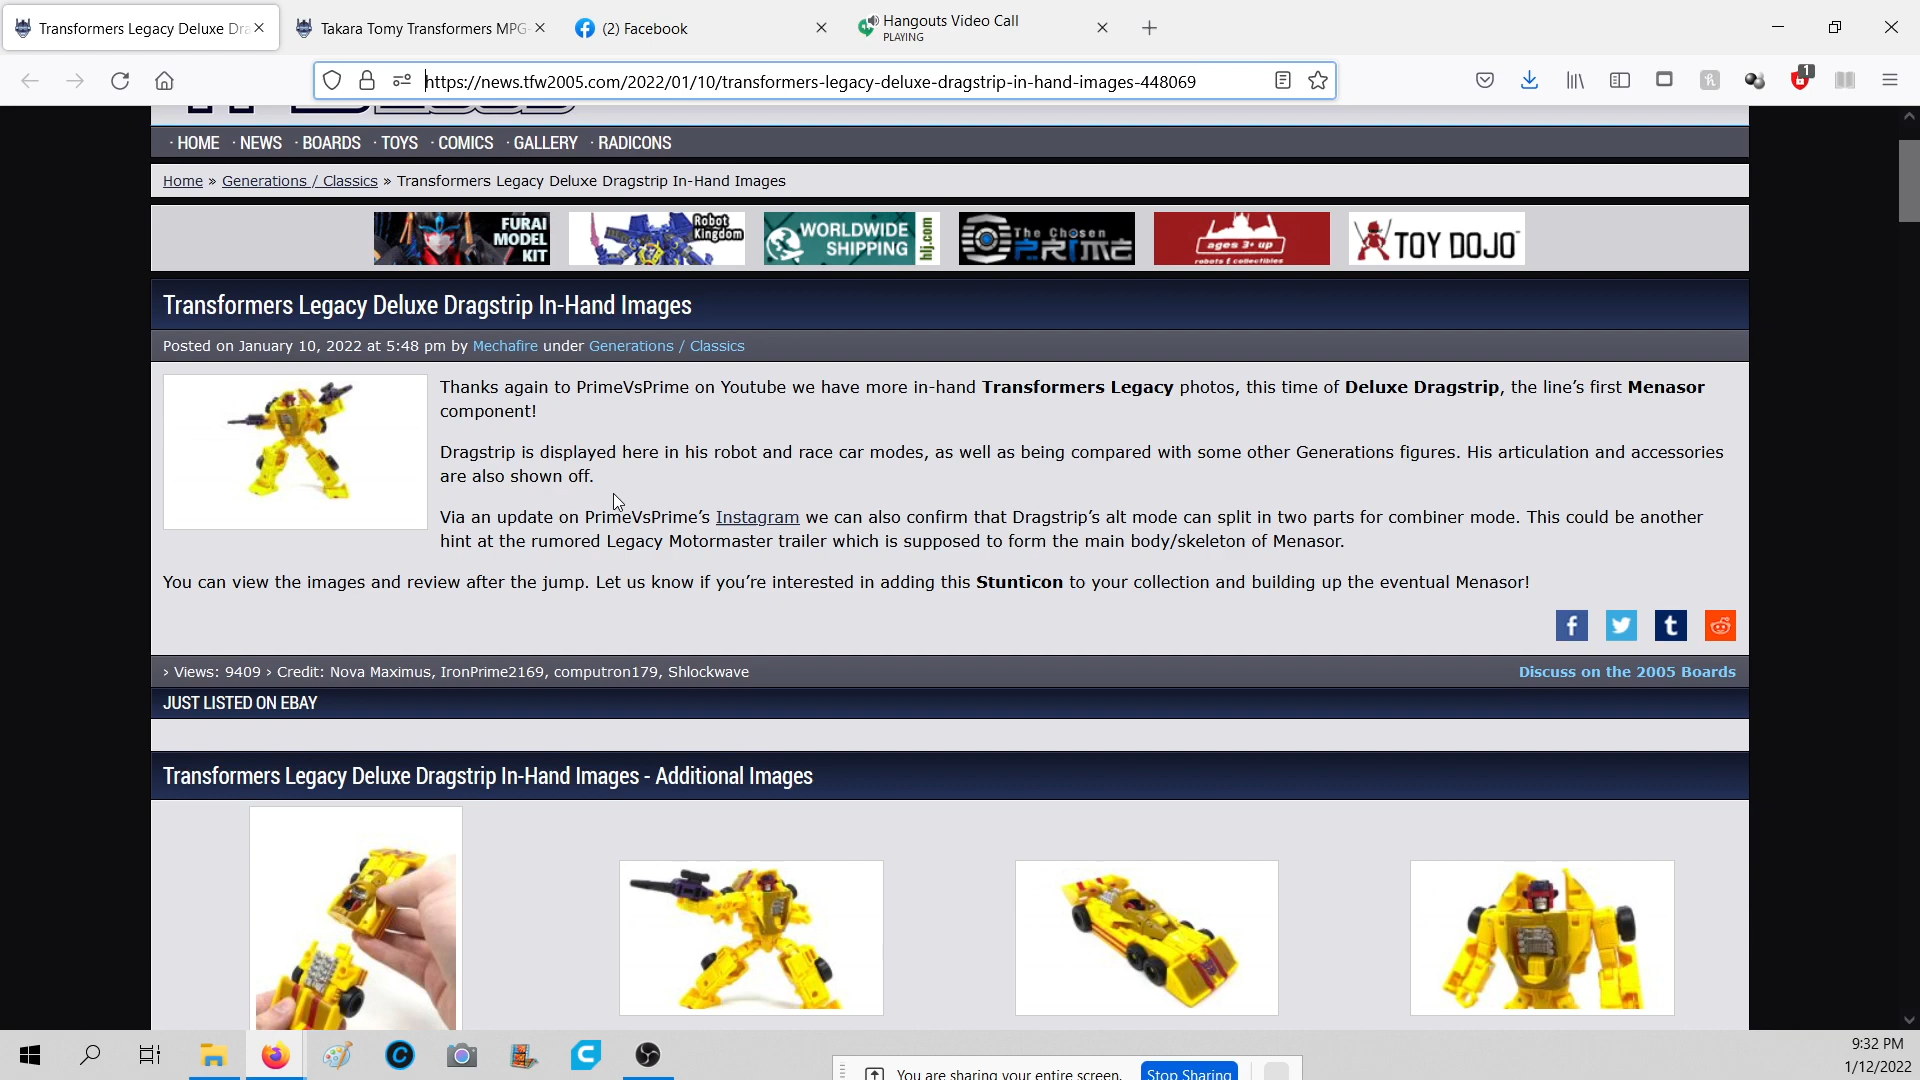 Transformers Legacy Deluxe Dra
Takara Tomy Transformers MPG-
(2) Facebook
Hangouts Video Call
PLAYING
https://news.tfw2005.com/2022/01/10/transformers-legacy-deluxe-dragstrip-in-hand-images-448069
1
· HOME · NEWS · BOARDS · TOYS · COMICS · GALLERY · RADICONS
Home » Generations / Classics » Transformers Legacy Deluxe Dragstrip In-Hand Images
FURAI MODEL KIT
Robot Kingdom
WORLDWIDE SHIPPING hlj.com
The Chosen PRIME
ages 3+ up robots & collectibles
TOY DOJO
Transformers Legacy Deluxe Dragstrip In-Hand Images
Posted on January 10, 2022 at 5:48 pm by Mechafire under Generations / Classics
Thanks again to PrimeVsPrime on Youtube we have more in-hand Transformers Legacy photos, this time of Deluxe Dragstrip, the line’s first Menasor
component!
Dragstrip is displayed here in his robot and race car modes, as well as being compared with some other Generations figures. His articulation and accessories
are also shown off.
Via an update on PrimeVsPrime’s Instagram we can also confirm that Dragstrip’s alt mode can split in two parts for combiner mode. This could be another
hint at the rumored Legacy Motormaster trailer which is supposed to form the main body/skeleton of Menasor.
You can view the images and review after the jump. Let us know if you’re interested in adding this Stunticon to your collection and building up the eventual Menasor!
› Views: 9409 › Credit: Nova Maximus, IronPrime2169, computron179, Shlockwave
Discuss on the 2005 Boards
JUST LISTED ON EBAY
Transformers Legacy Deluxe Dragstrip In-Hand Images - Additional Images
9:32 PM
1/12/2022
You are sharing your entire screen.
Stop Sharing